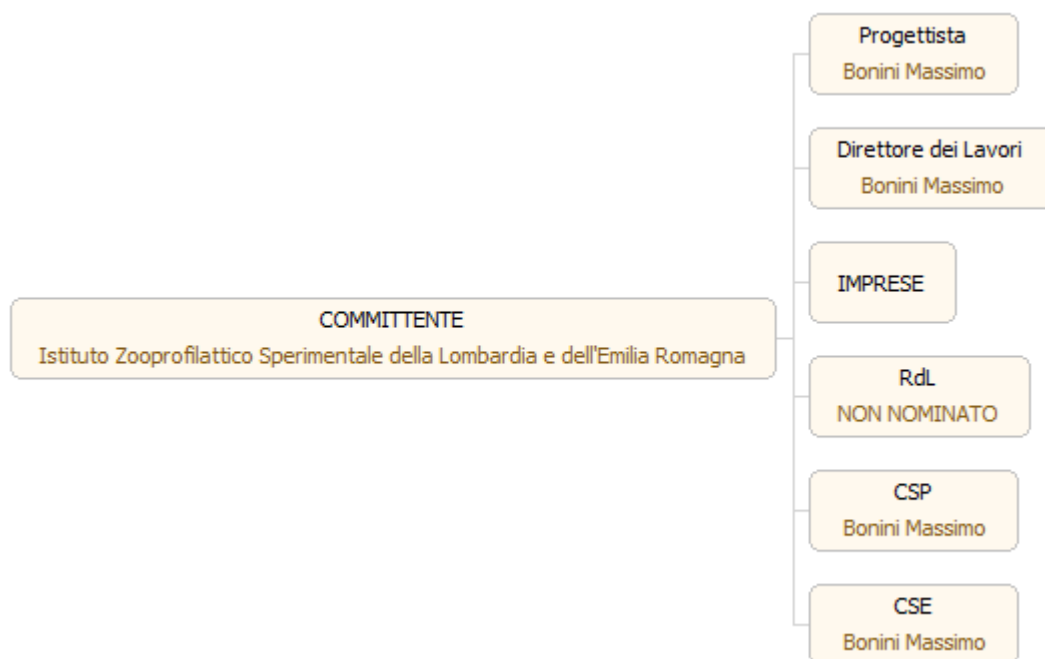 Progettista
Bonini Massimo
Direttore dei Lavori
Bonini Massimo
IMPRESE
COMMITTENTE
Istituto Zooprofilattico Sperimentale della Lombardia e dell'Emilia Romagna
RdL
NON NOMINATO
CSP
Bonini Massimo
CSE
Bonini Massimo